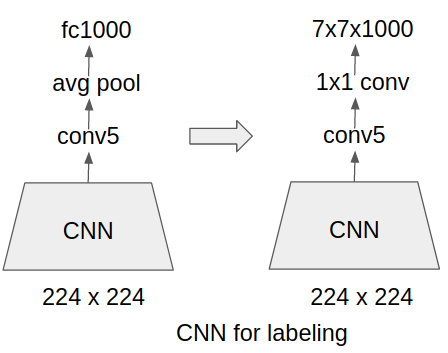 fc1000
avg pool
conv5
CNN
224 x 224
7x7x1000
1x1 conv
conv5
CNN
224 x 224
CNN for labeling